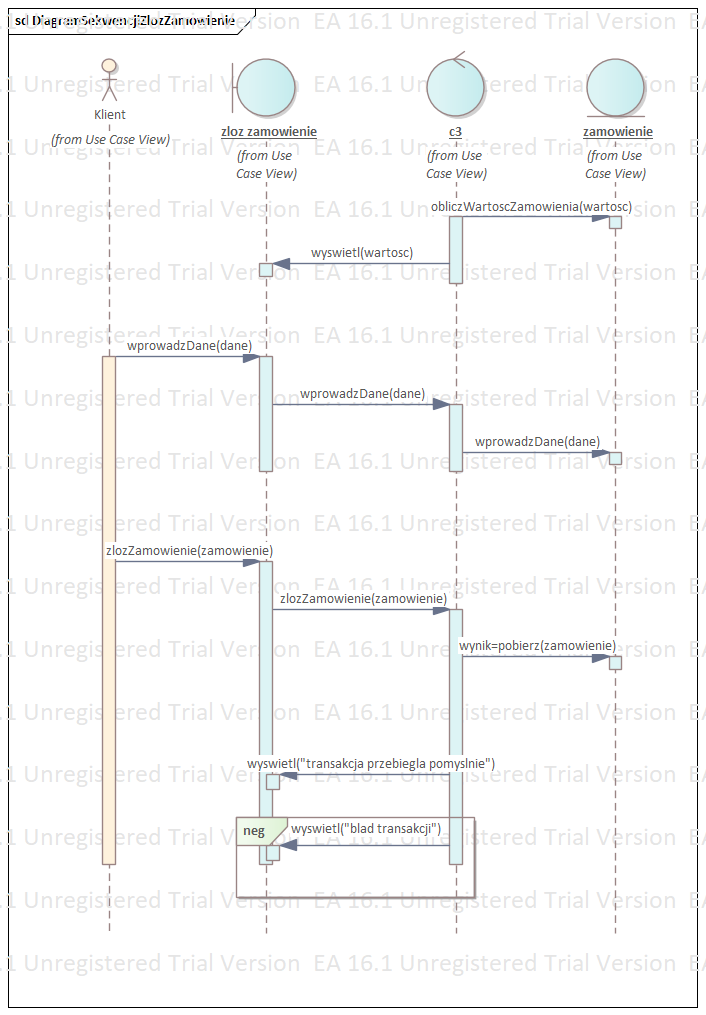 sd DiagramSekwencjiZlozZamowienie
Klient
(from Use Case View)
zloz zamowienie
(from Use
Case View)
c3
(from Use
Case View)
zamowienie
(from Use
Case View)
obliczWartoscZamowienia(wartosc)
wyswietl(wartosc)
wprowadzDane(dane)
wprowadzDane(dane)
wprowadzDane(dane)
zlozZamowienie(zamowienie)
zlozZamowienie(zamowienie)
wynik=pobierz(zamowienie)
wyswietl("transakcja przebiegla pomyslnie")
neg
wyswietl("blad transakcji")
EA 16.1 Unregistered Trial Version